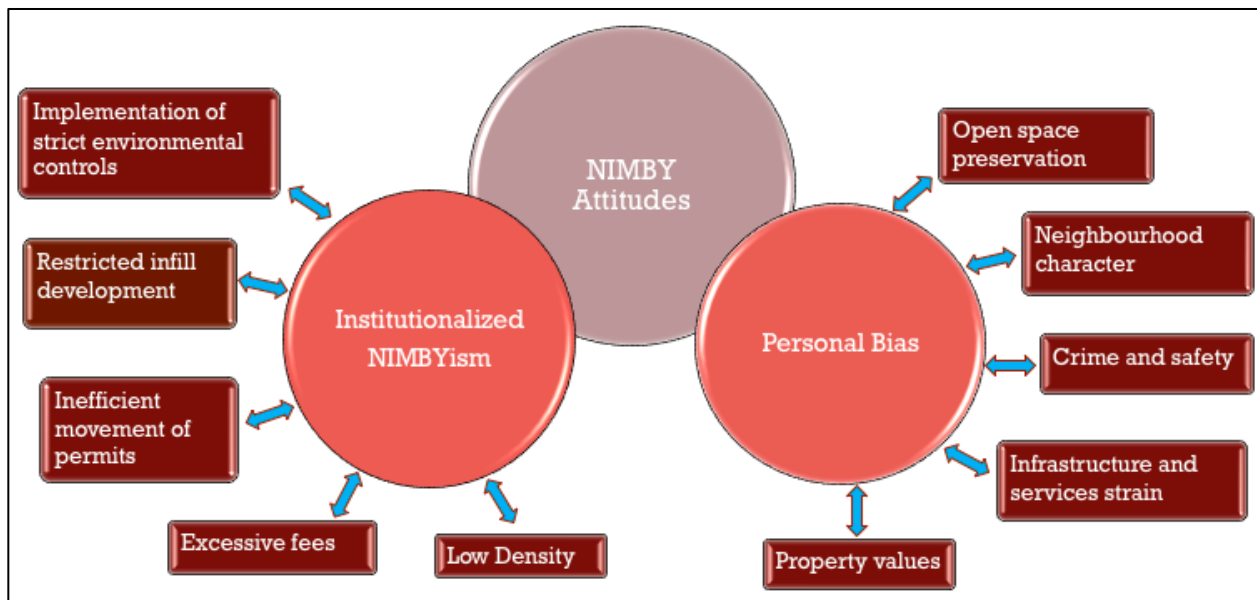 NIMBY
Attitudes
Institutionalized
NIMBYism
Implementation of
strict environmental
controls
Restricted infill
development
Inefficient
movement of
permits
Excessive fees
Low Density
Personal Bias
Open space
preservation
Neighbourhood
character
Crime and safety
Infrastructure and
services strain
Property values